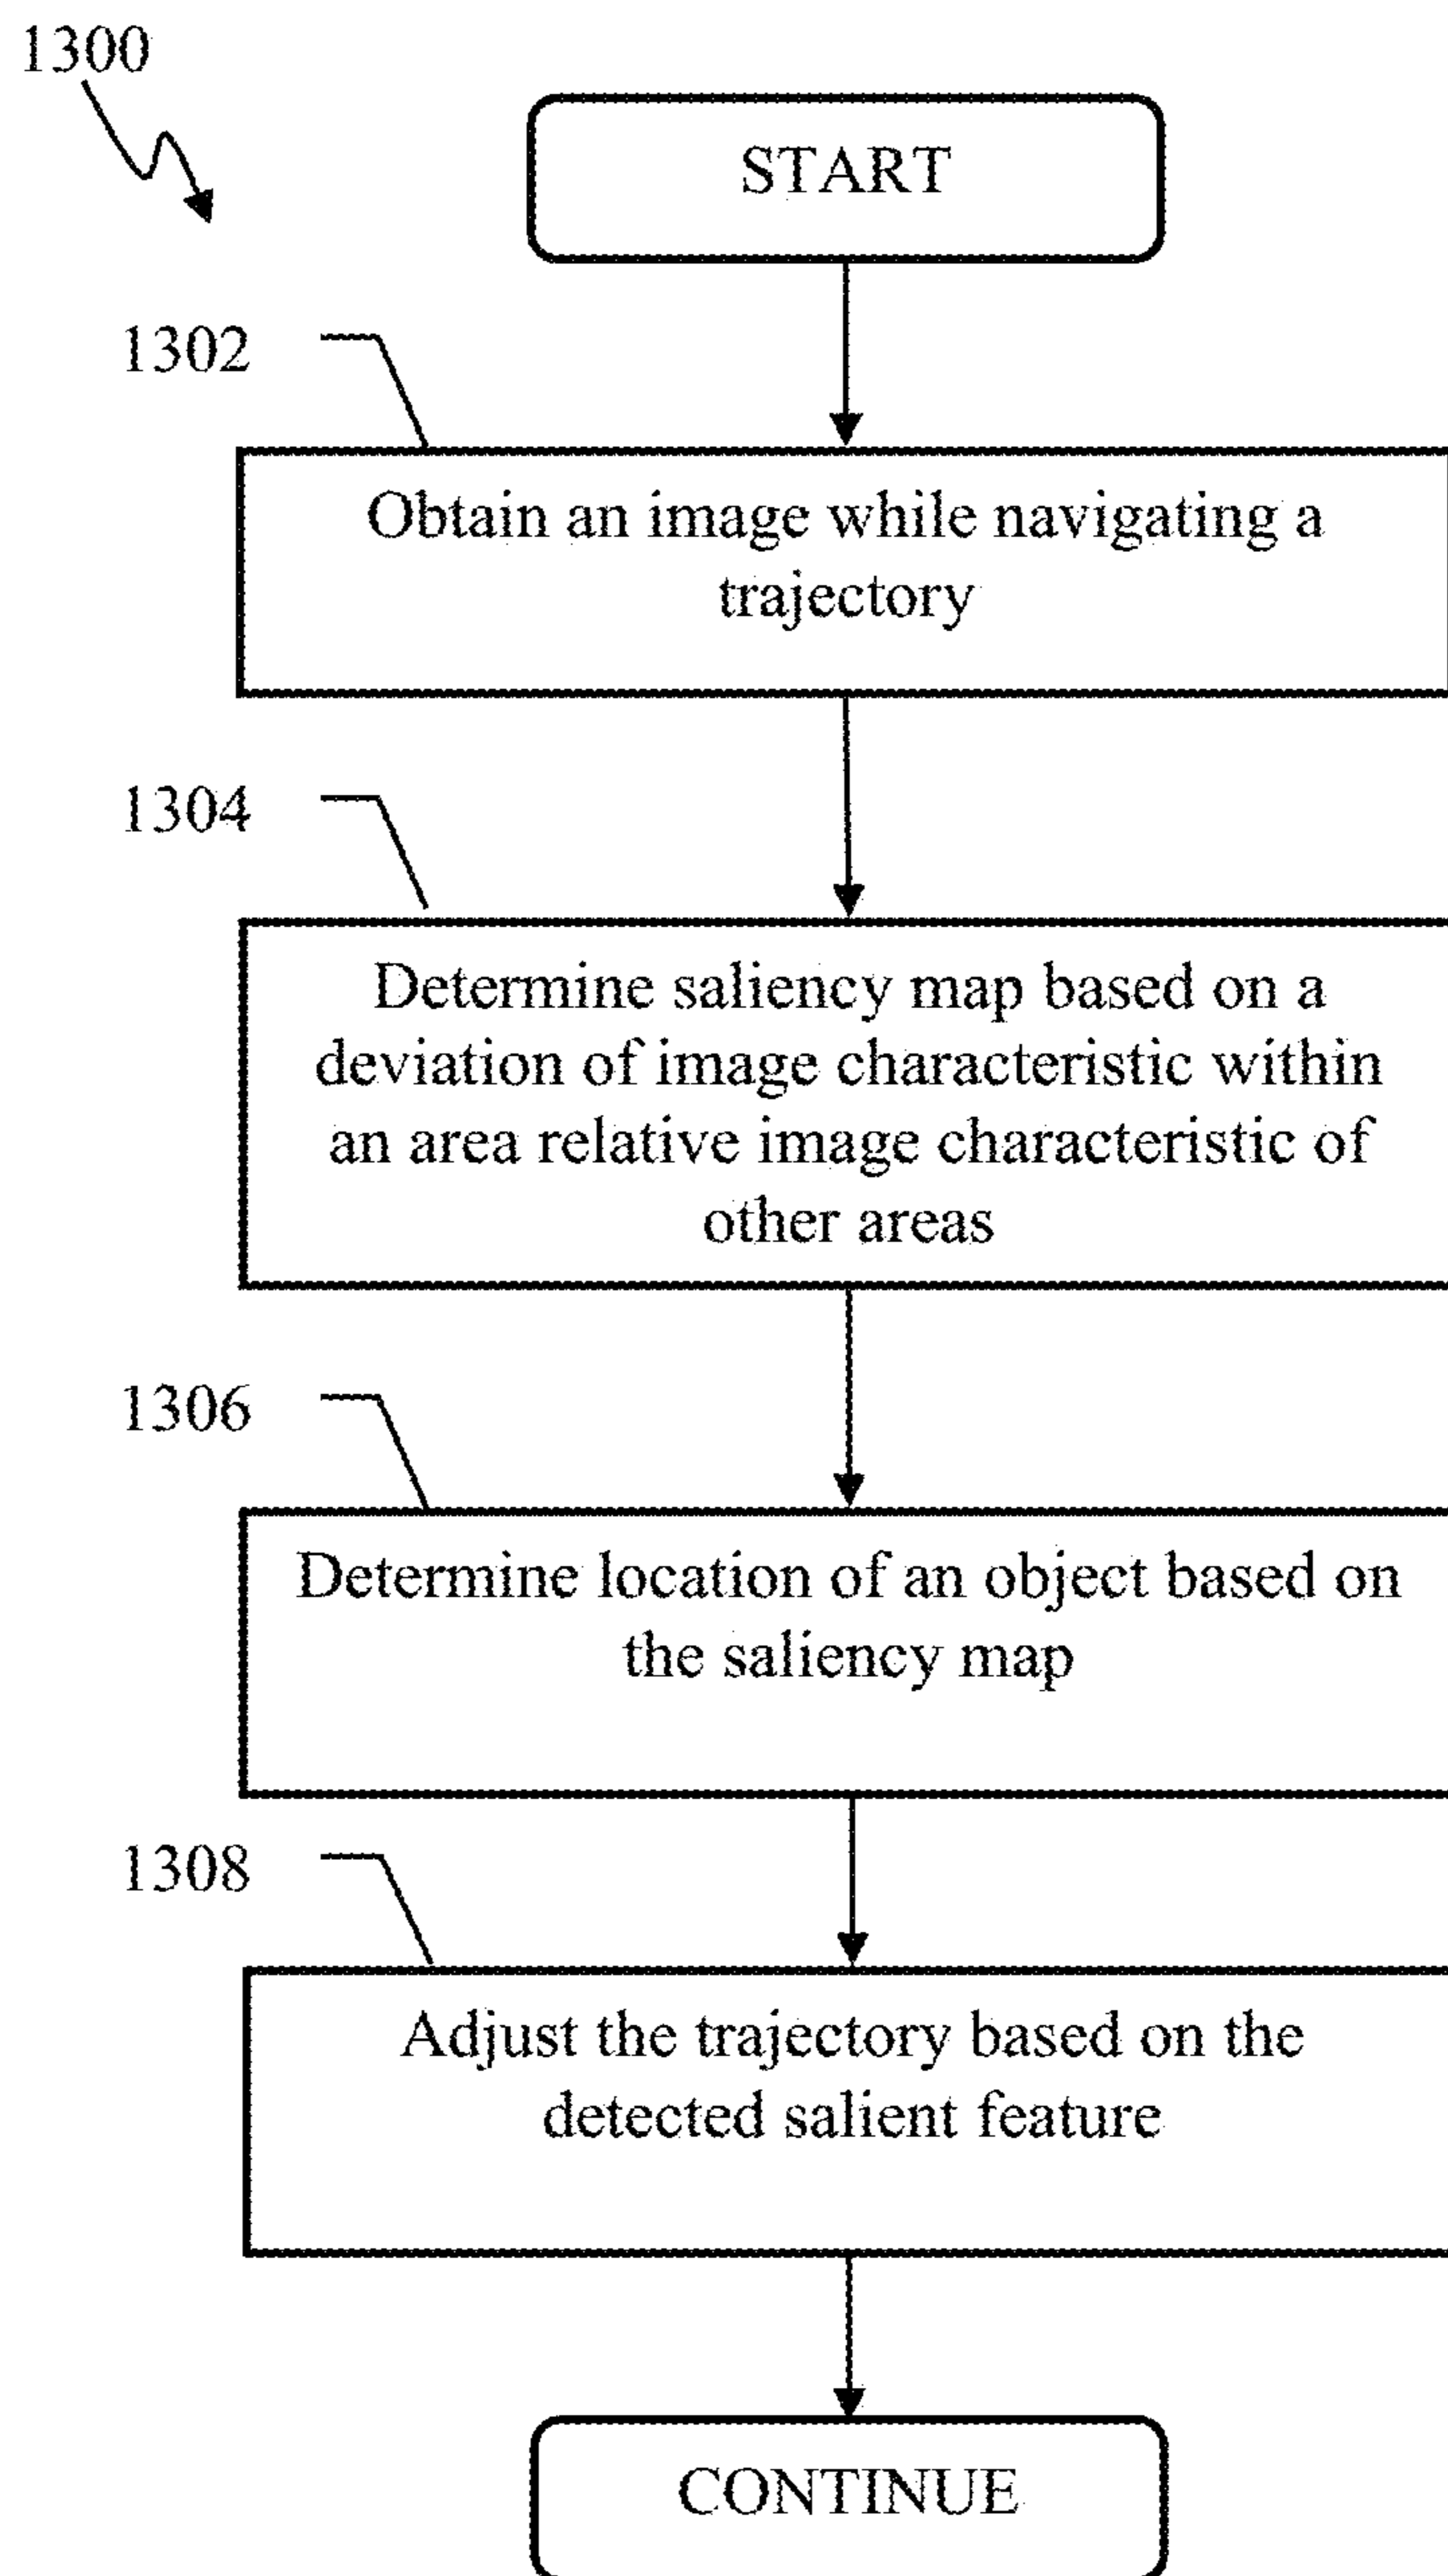 1300
START
1302
Obtain an image while navigating a
trajectory
1304
Determine saliency map based on a
deviation of image characteristic within
an area relative image characteristic of
other areas
1306
Determine location of an object based on
the saliency map
1308
Adjust the trajectory based on the
detected salient feature
CONTINUE